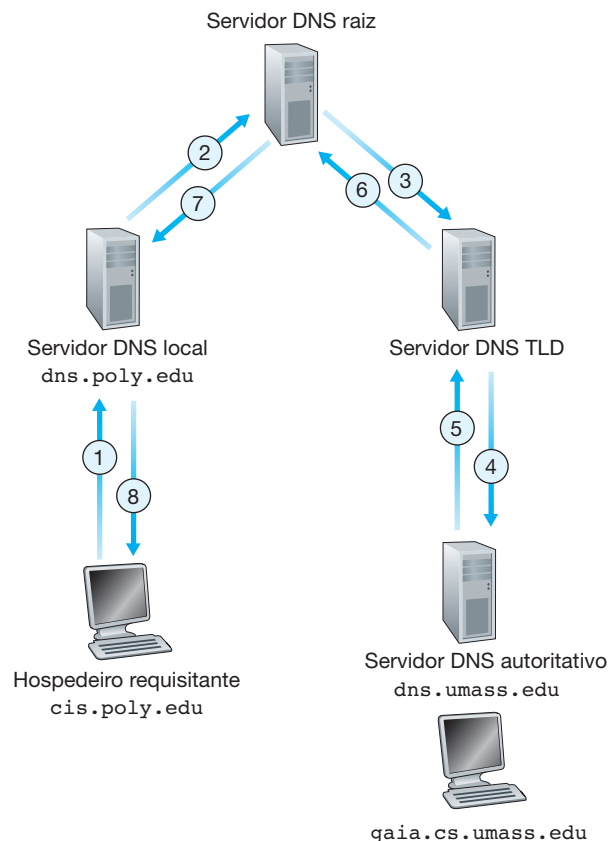 Servidor DNS raiz
2
3
6
7
Servidor DNS local
dns.poly.edu
Servidor DNS TLD
1
5
4
8
Hospedeiro requisitante
cis.poly.edu
Servidor DNS autoritativo
dns.umass.edu
gaia.cs.umass.edu